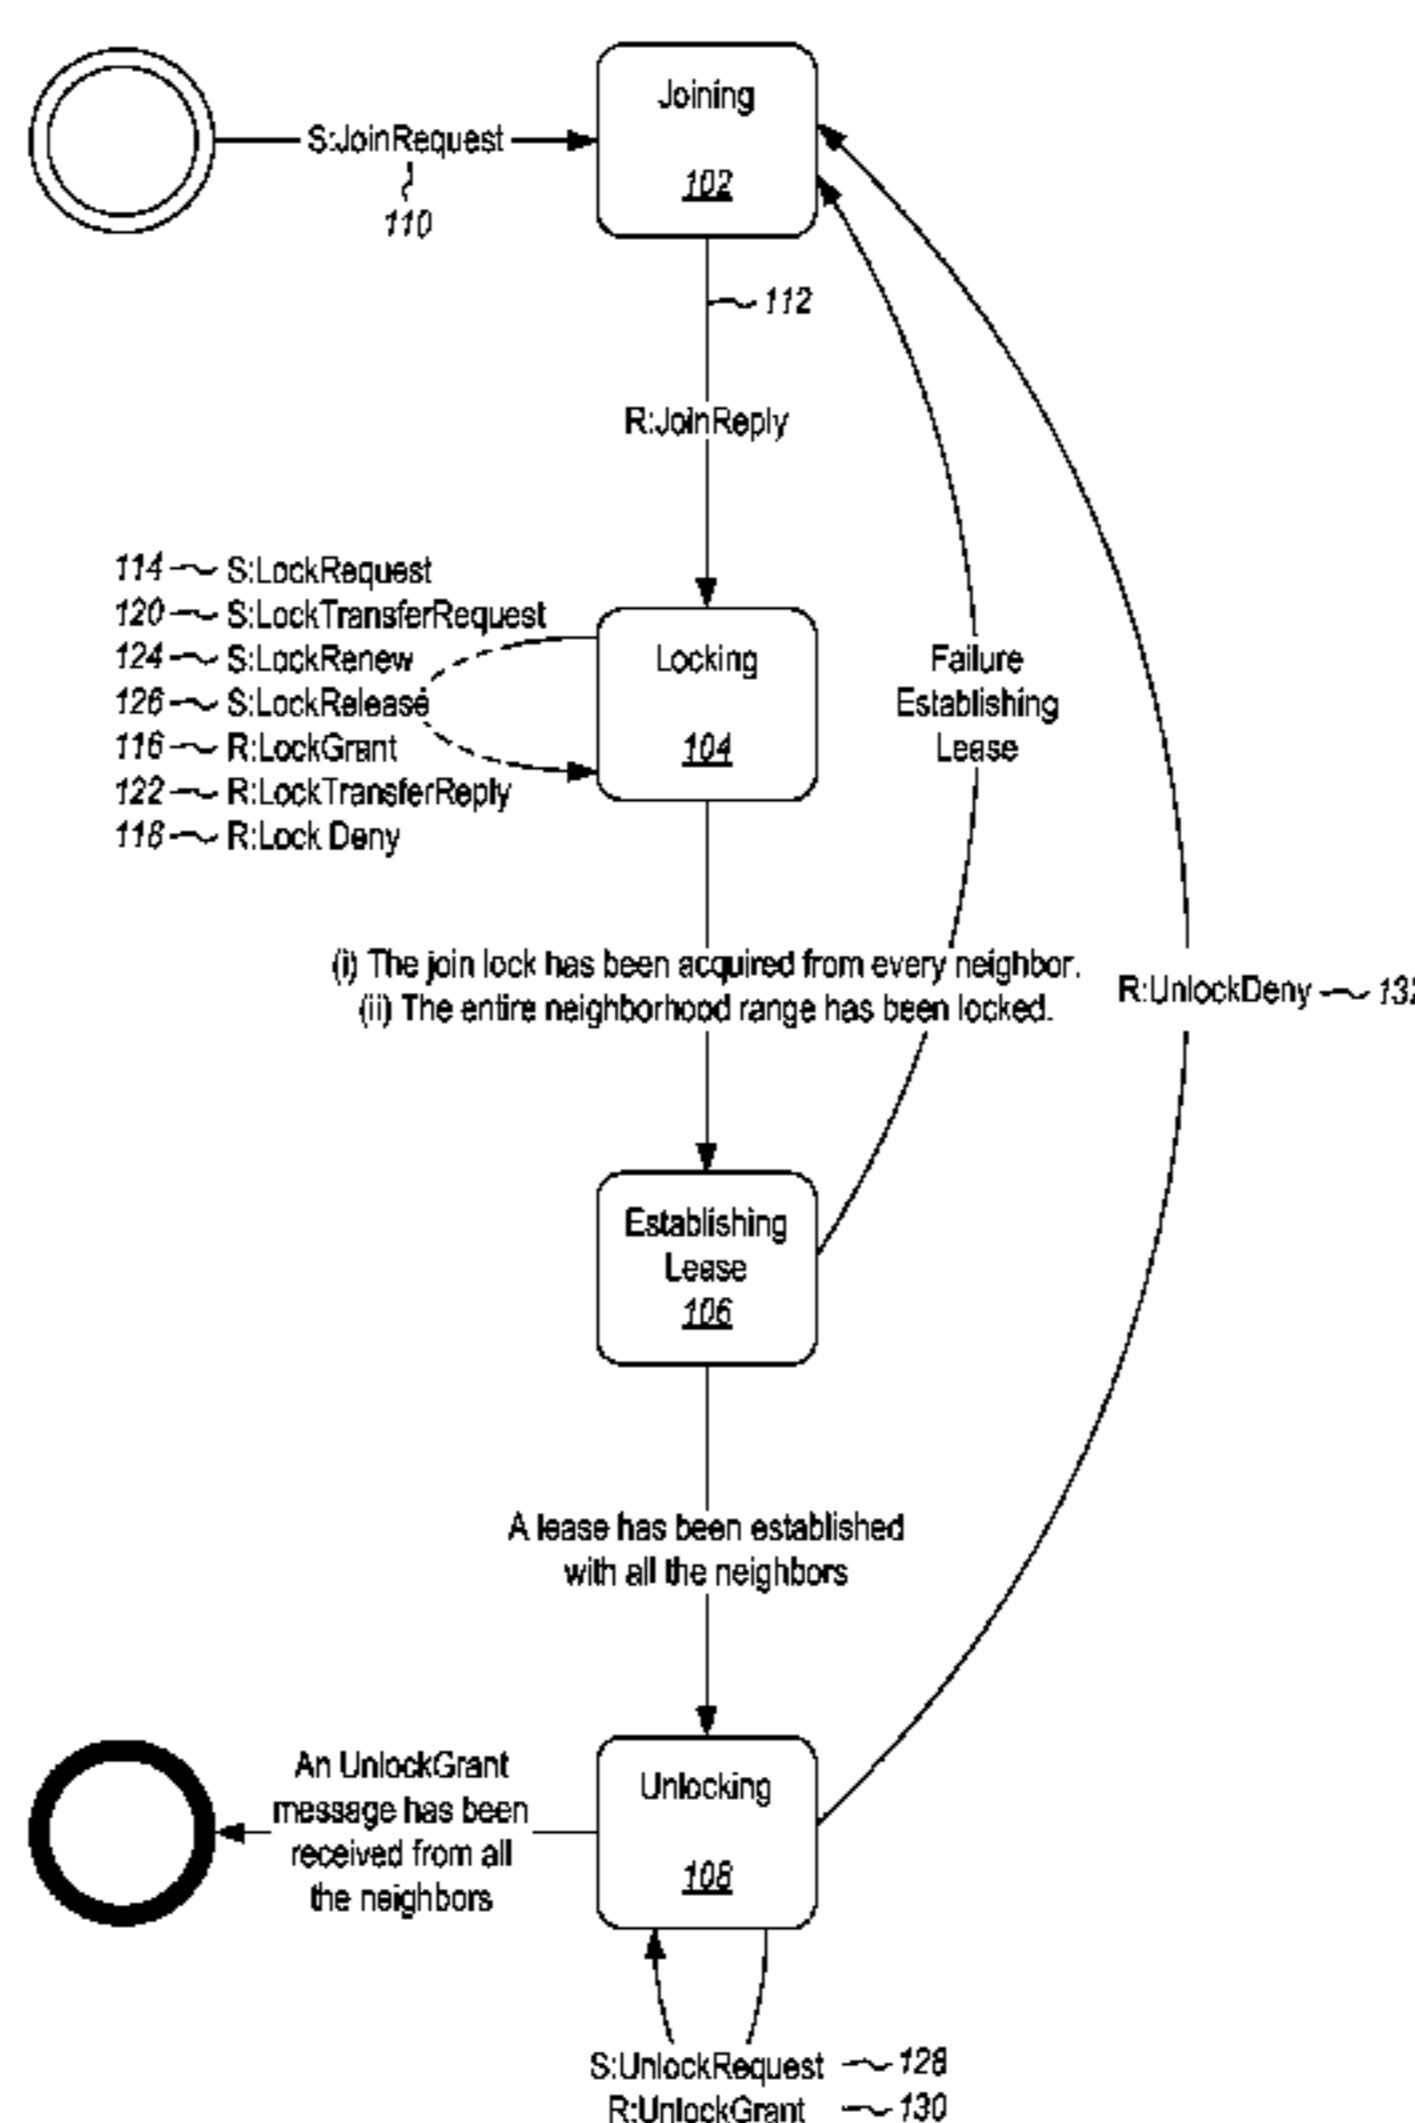 Joining
S:JoinRequest
102
110
112
R:JoinReply
114 S:LockRequest
120 S:LockTransferRequest
124 S:LockRenew
126 S:LockRelease
116 R:LockGrant
122 R:LockTransferReply
118 R:Lock Deny
Locking
104
Failure
Establishing
Lease
(i) The join lock has been acquired from every neighbor.
(ii) The entire neighborhood range has been locked.
R:UnlockDeny 132
Establishing
Lease
106
A lease has been established
with all the neighbors
An UnlockGrant
message has been
received from all
the neighbors
Unlocking
108
S:UnlockRequest 128
R:UnlockGrant 130